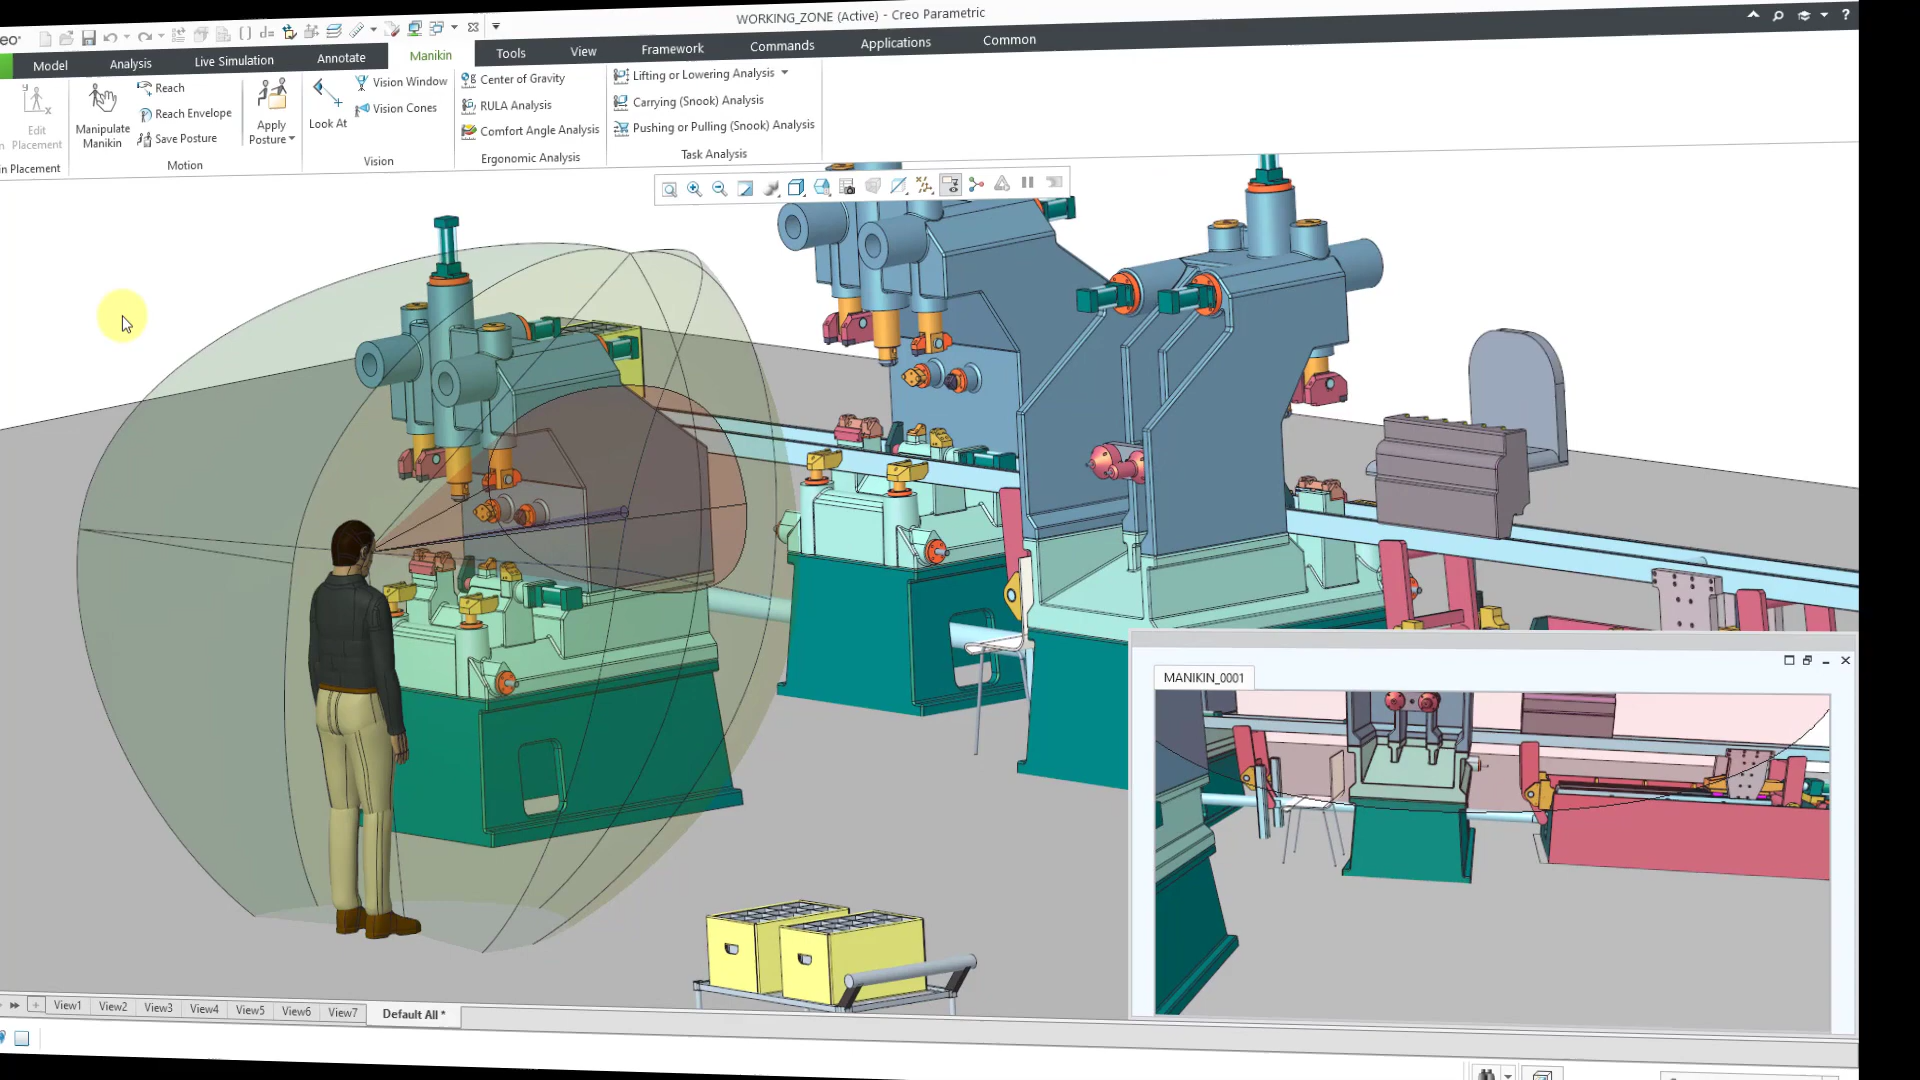 WORKING_ZONE (Active) - Creo Parametric
Model
Analysis
Live Simulation
Annotate
Manikin
Tools
View
Framework
Commands
Applications
Common
Edit
Placement
Manipulate
Manikin
Reach
Reach Envelope
Save Posture
Apply
Posture
Look At
Vision Window
Vision Cones
Center of Gravity
RULA Analysis
Comfort Angle Analysis
Lifting or Lowering Analysis
Carrying (Snook) Analysis
Pushing or Pulling (Snook) Analysis
in Placement
Motion
Vision
Ergonomic Analysis
Task Analysis
MANIKIN_0001
View1
View2
View3
View4
View5
View6
View7
Default All *